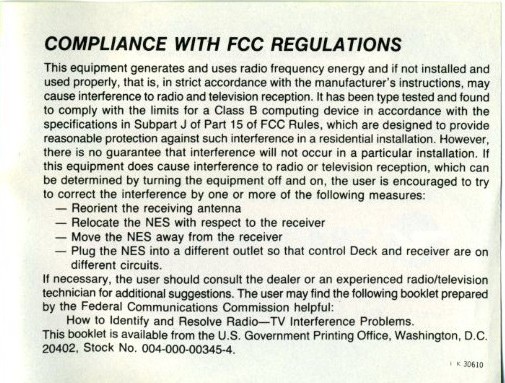 COMPLIANCE WITH FCC REGULATIONS
This equipment generates and uses radio frequency energy and if not installed and
used properly, that is, in strict accordance with the manufacturer's instructions, may
cause interference to radio and television reception. It has been type tested and found
to comply with the limits for a Class B computing device in accordance with the
specifications in Subpart J of Part 15 of FCC Rules, which are designed to provide
reasonable protection against such interference in a residential installation. However,
there is no guarantee that interference will not occur in a particular installation. If
this equipment does cause interference to radio or television reception, which can
be determined by turning the equipment off and on, the user is encouraged to try
to correct the interference by one or more of the following measures:
— Reorient the receiving antenna
— Relocate the NES with respect to the receiver
— Move the NES away from the receiver
— Plug the NES into a different outlet so that control Deck and receiver are on
different circuits.
If necessary, the user should consult the dealer or an experienced radio/television
technician for additional suggestions. The user may find the following booklet prepared
by the Federal Communications Commission helpful:
How to Identify and Resolve Radio—TV Interference Problems.
This booklet is available from the U.S. Government Printing Office, Washington, D.C.
20402, Stock No. 004-000-00345-4.
K 30610